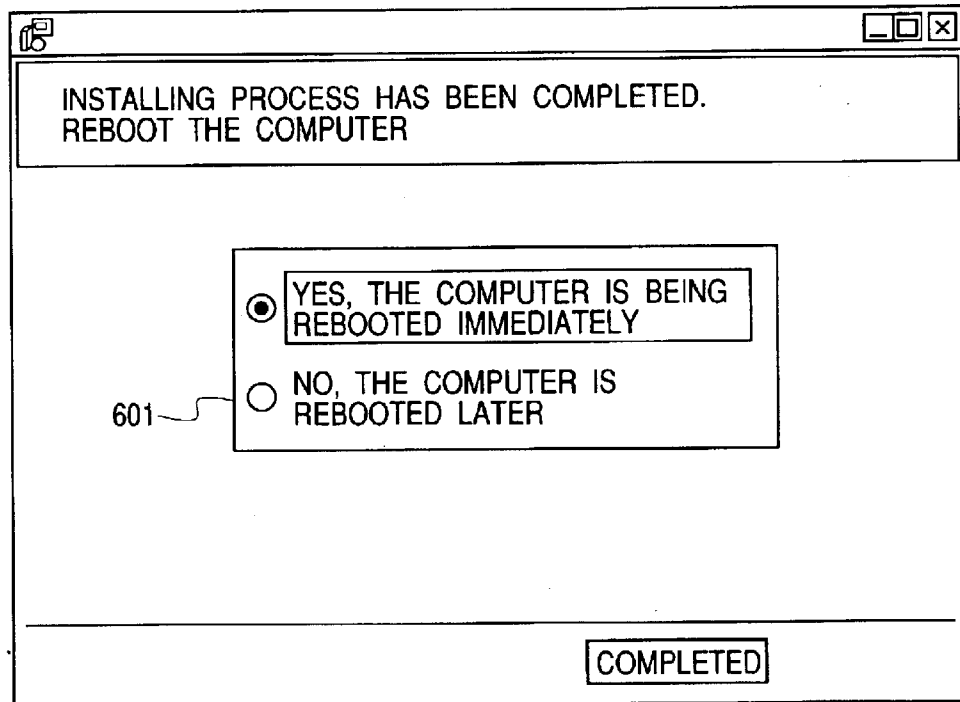 INSTALLING PROCESS HAS BEEN COMPLETED.
REBOOT THE COMPUTER
YES, THE COMPUTER IS BEING
REBOOTED IMMEDIATELY
NO, THE COMPUTER IS
REBOOTED LATER
601
COMPLETED